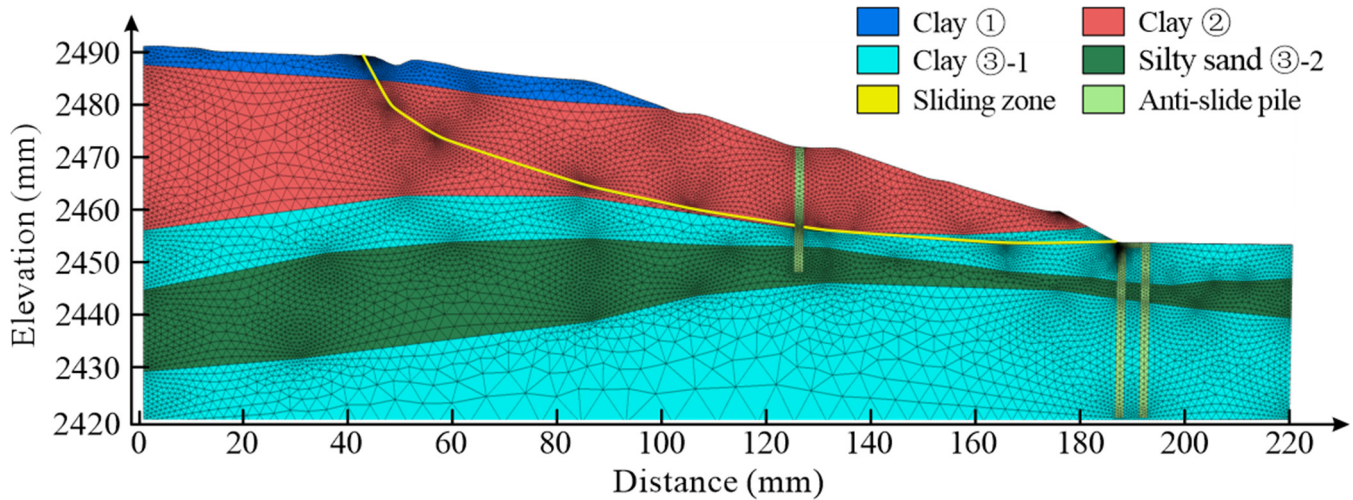 Clay ①
Clay ②
Clay ③-1
Silty sand ③-2
Sliding zone
Anti-slide pile
Elevation (mm)
2490
2480
2470
2460
2450
2440
2430
2420
0 20 40 60 80 100 120 140 160 180 200 220
Distance (mm)